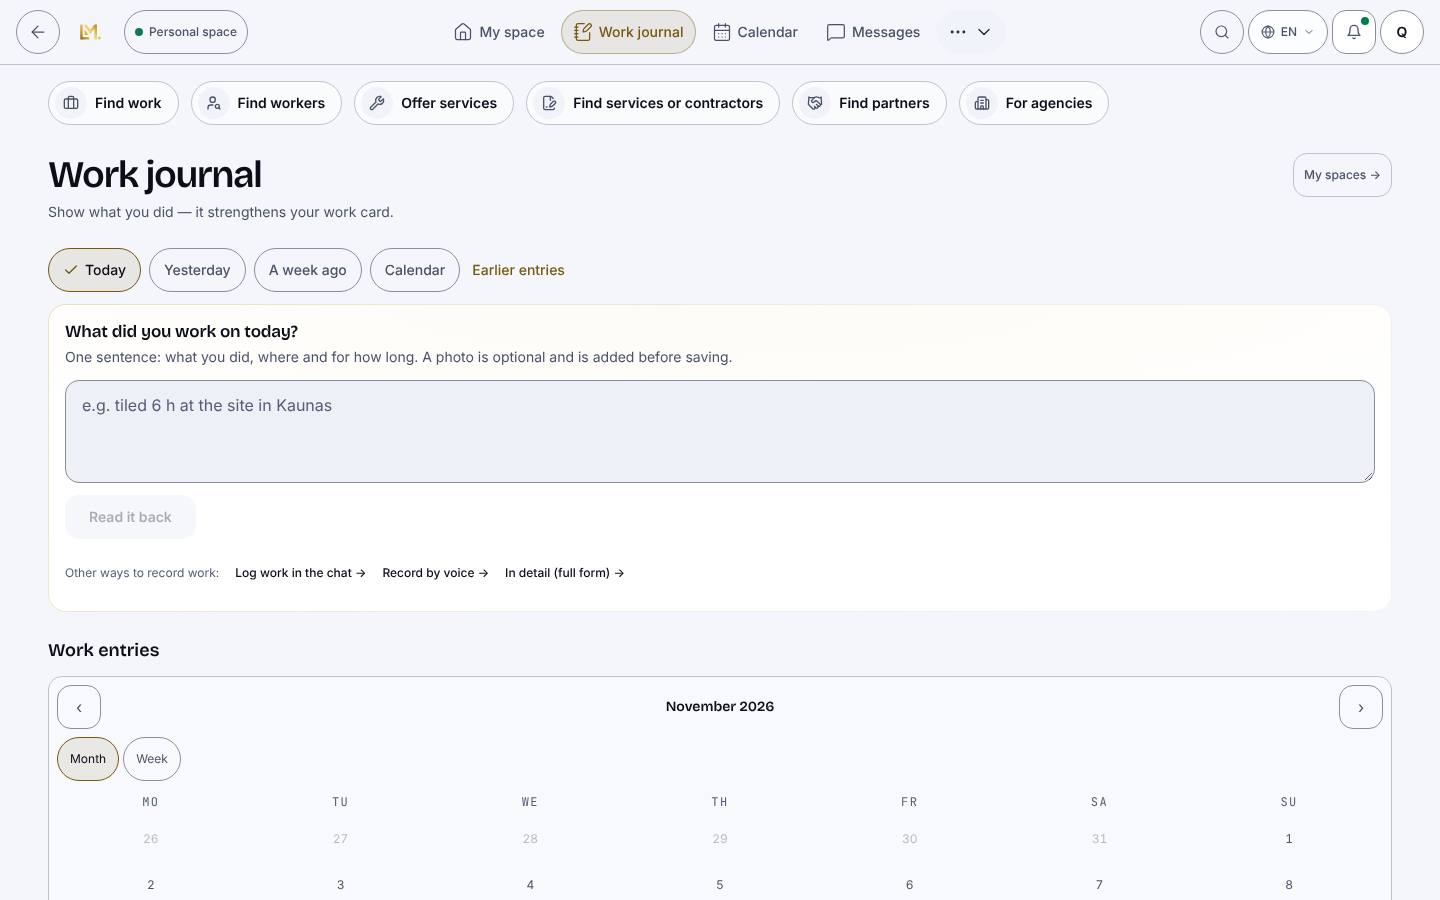 LM.
Personal space
My space
Work journal
Calendar
Messages
EN
Q
Find work
Find workers
Offer services
Find services or contractors
Find partners
For agencies
Work journal
My spaces →
Show what you did — it strengthens your work card.
Today
Yesterday
A week ago
Calendar
Earlier entries
What did you work on today?
One sentence: what you did, where and for how long. A photo is optional and is added before saving.
e.g. tiled 6 h at the site in Kaunas
Read it back
Other ways to record work:
Log work in the chat →
Record by voice →
In detail (full form) →
Work entries
‹
November 2026
›
Month
Week
MO TU WE TH FR SA SU
26 27 28 29 30 31 1
2 3 4 5 6 7 8